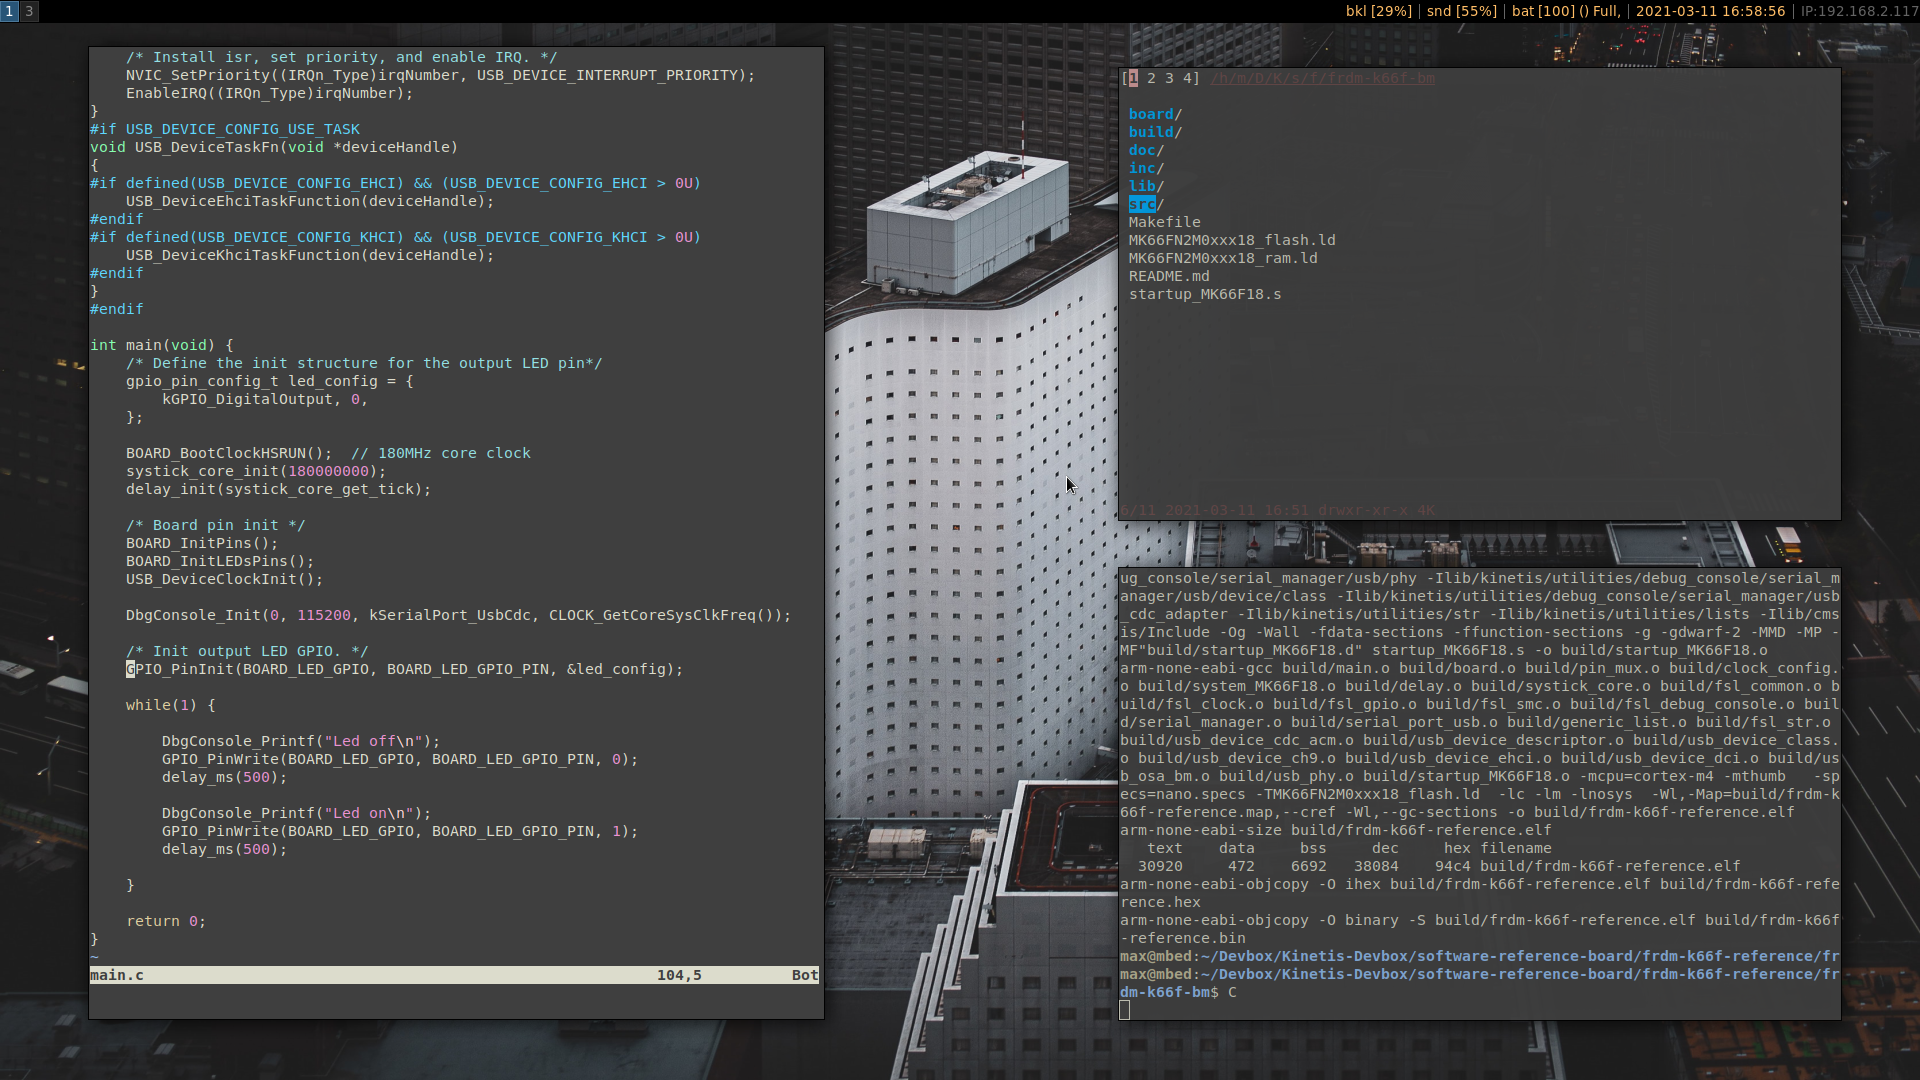 1 3
bkl [29%] | snd [55%] | bat [100] () Full, | 2021-03-11 16:58:56 | IP:192.168.2.117
    /* Install isr, set priority, and enable IRQ. */
    NVIC_SetPriority((IRQn_Type)irqNumber, USB_DEVICE_INTERRUPT_PRIORITY);
    EnableIRQ((IRQn_Type)irqNumber);
}
#if USB_DEVICE_CONFIG_USE_TASK
void USB_DeviceTaskFn(void *deviceHandle)
{
#if defined(USB_DEVICE_CONFIG_EHCI) && (USB_DEVICE_CONFIG_EHCI > 0U)
    USB_DeviceEhciTaskFunction(deviceHandle);
#endif
#if defined(USB_DEVICE_CONFIG_KHCI) && (USB_DEVICE_CONFIG_KHCI > 0U)
    USB_DeviceKhciTaskFunction(deviceHandle);
#endif
}
#endif
int main(void) {
    /* Define the init structure for the output LED pin*/
    gpio_pin_config_t led_config = {
        kGPIO_DigitalOutput, 0,
    };
    BOARD_BootClockHSRUN();  // 180MHz core clock
    systick_core_init(180000000);
    delay_init(systick_core_get_tick);
    /* Board pin init */
    BOARD_InitPins();
    BOARD_InitLEDsPins();
    USB_DeviceClockInit();
    DbgConsole_Init(0, 115200, kSerialPort_UsbCdc, CLOCK_GetCoreSysClkFreq());
    /* Init output LED GPIO. */
    GPIO_PinInit(BOARD_LED_GPIO, BOARD_LED_GPIO_PIN, &led_config);
    while(1) {
        DbgConsole_Printf("Led off\n");
        GPIO_PinWrite(BOARD_LED_GPIO, BOARD_LED_GPIO_PIN, 0);
        delay_ms(500);
        DbgConsole_Printf("Led on\n");
        GPIO_PinWrite(BOARD_LED_GPIO, BOARD_LED_GPIO_PIN, 1);
        delay_ms(500);
    }
    return 0;
}
~
main.c 104,5 Bot
[1 2 3 4] /h/m/D/K/s/f/frdm-k66f-bm
board/
build/
doc/
inc/
lib/
src/
Makefile
MK66FN2M0xxx18_flash.ld
MK66FN2M0xxx18_ram.ld
README.md
startup_MK66F18.s
6/11 2021-03-11 16:51 drwxr-xr-x 4K
ug_console/serial_manager/usb/phy -Ilib/kinetis/utilities/debug_console/serial_m
anager/usb/device/class -Ilib/kinetis/utilities/debug_console/serial_manager/usb
_cdc_adapter -Ilib/kinetis/utilities/str -Ilib/kinetis/utilities/lists -Ilib/cms
is/Include -Og -Wall -fdata-sections -ffunction-sections -g -gdwarf-2 -MMD -MP -
MF"build/startup_MK66F18.d" startup_MK66F18.s -o build/startup_MK66F18.o
arm-none-eabi-gcc build/main.o build/board.o build/pin_mux.o build/clock_config.
o build/system_MK66F18.o build/delay.o build/systick_core.o build/fsl_common.o b
uild/fsl_clock.o build/fsl_gpio.o build/fsl_smc.o build/fsl_debug_console.o buil
d/serial_manager.o build/serial_port_usb.o build/generic_list.o build/fsl_str.o
build/usb_device_cdc_acm.o build/usb_device_descriptor.o build/usb_device_class.
o build/usb_device_ch9.o build/usb_device_ehci.o build/usb_device_dci.o build/us
b_osa_bm.o build/usb_phy.o build/startup_MK66F18.o -mcpu=cortex-m4 -mthumb   -sp
ecs=nano.specs -TMK66FN2M0xxx18_flash.ld  -lc -lm -lnosys  -Wl,-Map=build/frdm-k
66f-reference.map,--cref -Wl,--gc-sections -o build/frdm-k66f-reference.elf
arm-none-eabi-size build/frdm-k66f-reference.elf
   text    data     bss     dec     hex filename
  30920     472    6692   38084    94c4 build/frdm-k66f-reference.elf
arm-none-eabi-objcopy -O ihex build/frdm-k66f-reference.elf build/frdm-k66f-refe
rence.hex
arm-none-eabi-objcopy -O binary -S build/frdm-k66f-reference.elf build/frdm-k66f
-reference.bin
max@mbed:~/Devbox/Kinetis-Devbox/software-reference-board/frdm-k66f-reference/fr
max@mbed:~/Devbox/Kinetis-Devbox/software-reference-board/frdm-k66f-reference/fr
dm-k66f-bm$ C